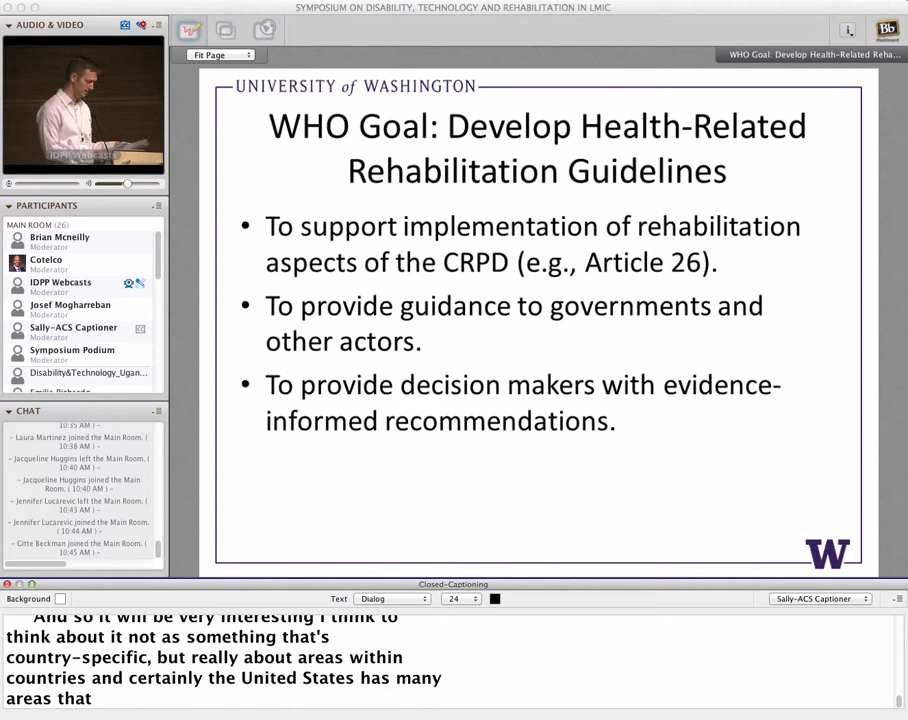 SYMPOSIUM ON DISABILITY, TECHNOLOGY AND REHABILITATION IN LMIC
AUDIO & VIDEO
IDPP Webcasts
PARTICIPANTS
MAIN ROOM (26)
Brian Mcneilly
Moderator
Cotelco
Moderator
IDPP Webcasts
Moderator
Josef Mogharreban
Moderator
Sally-ACS Captioner
Moderator
Symposium Podium
Moderator
Disability&Technology_Ugan...
CHAT
10:35 AM ) –
– Laura Martinez joined the Main Room. (
10:38 AM ) –
– Jacqueline Huggins left the Main Room. (
10:40 AM ) –
– Jacqueline Huggins joined the Main
Room. ( 10:40 AM ) –
– Jennifer Lucarevic left the Main Room. (
10:43 AM ) –
– Jennifer Lucarevic joined the Main Room.
( 10:44 AM ) –
– Gitte Beckman joined the Main Room. (
10:45 AM ) –
Fit Page
Bb
Blackboard
WHO Goal: Develop Health-Related Reha...
UNIVERSITY of WASHINGTON
WHO Goal: Develop Health-Related
Rehabilitation Guidelines
• To support implementation of rehabilitation
aspects of the CRPD (e.g., Article 26).
• To provide guidance to governments and
other actors.
• To provide decision makers with evidence-
informed recommendations.
W
Closed-Captioning
Background
Text
Dialog
24
Sally-ACS Captioner
And so it will be very interesting I think to
think about it not as something that's
country-specific, but really about areas within
countries and certainly the United States has many
areas that